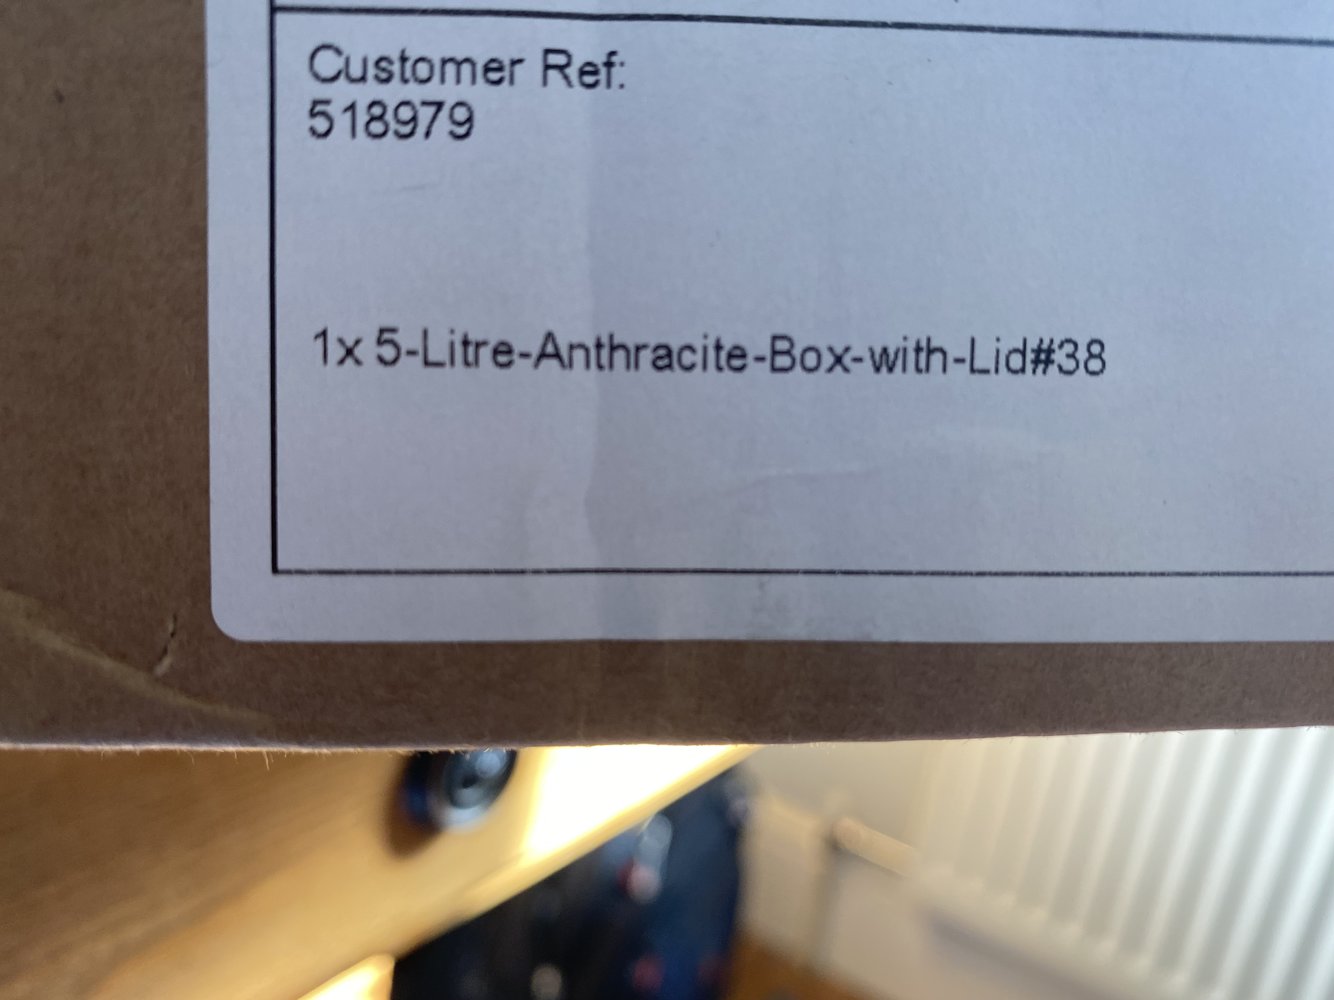 Customer Ref:
518979
1x 5-Litre-Anthracite-Box-with-Lid#38